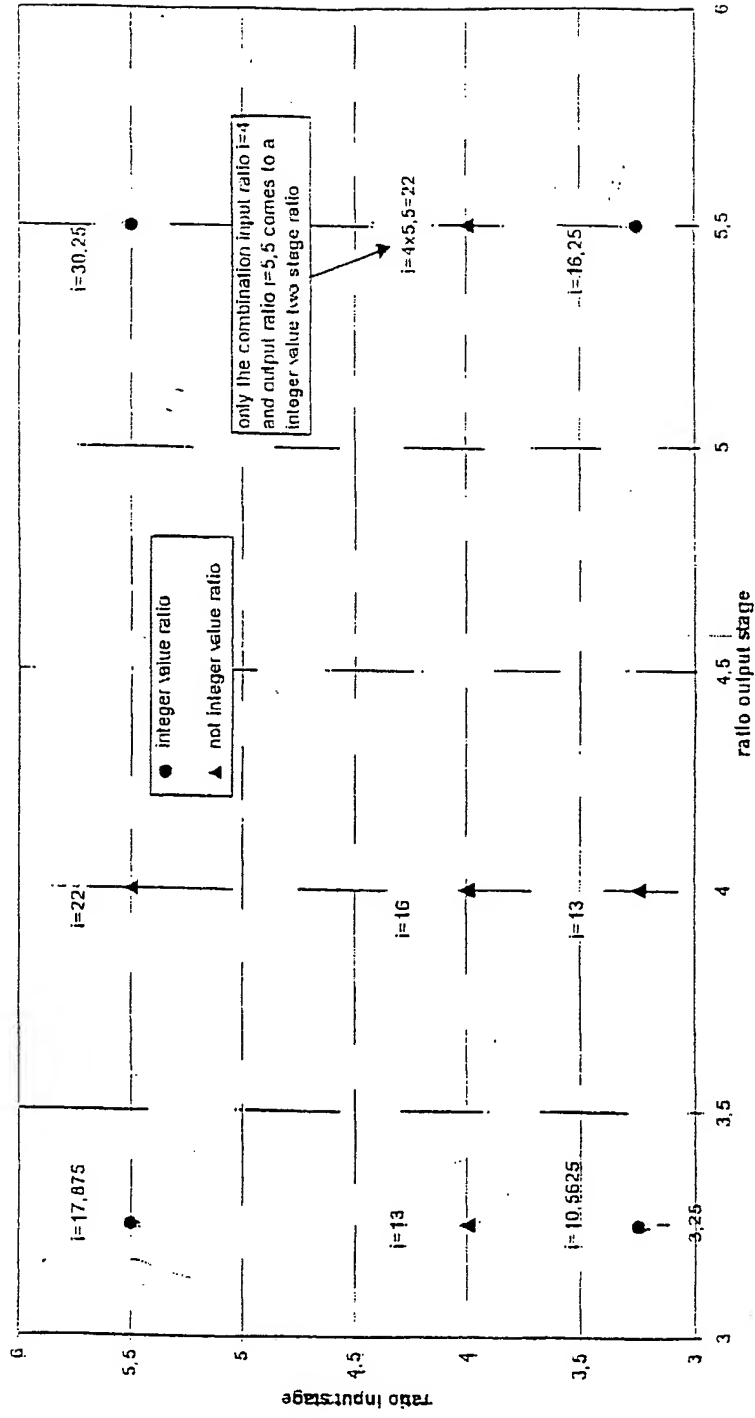 6
5,5
5
4,5
4
3,5
3
ratio input stage
i=17,875
i=22
i=30,25
integer value ratio
not integer value ratio
only the combination input ratio i=4
and output ratio i=5,5 comes to a
integer value two stage ratio
i=13
i=16
i=4x5,5=22
i=10,5625
i=13
i=16,25
3,25
3
3,5
4
4,5
5
5,5
6
ratio output stage